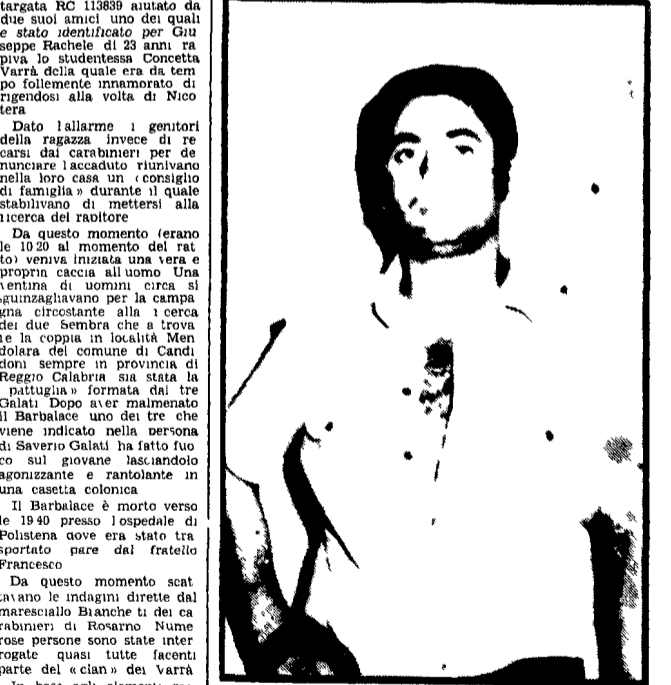 targata RC 113839 aiutato da
due suoi amici uno dei quali
e stato identificato per Giu
seppe Rachele di 23 anni ra
piva lo studentessa Concetta
Varrà della quale era da tem
po follemente innamorato di
rigendosi alla volta di Nico
tera
Dato l allarme i genitori
della ragazza invece di re
carsi dai carabinieri per de
nunciare l accaduto riunivano
nella loro casa un « consiglio
di famiglia » durante il quale
stabilivano di mettersi alla
ricerca del rapitore
Da questo momento (erano
le 10 20 al momento del rat
to) veniva iniziata una vera e
propria caccia all uomo Una
ventina di uomini circa si
sguinzagliavano per la campa
gna circostante alla ricerca
dei due Sembra che a trova
re la coppia in località Men
dolara del comune di Candi
doni sempre in provincia di
Reggio Calabria sia stata la
pattuglia » formata dai tre
Galati Dopo aver malmenato
il Barbalace uno dei tre che
viene indicato nella persona
di Saverio Galati ha fatto fuo
co sul giovane lasciandolo
agonizzante e rantolante in
una casetta colonica
Il Barbalace è morto verso
le 19 40 presso l ospedale di
Polistena dove era stato tra
sportato pare dal fratello
Francesco
Da questo momento scat
tavano le indagini dirette dal
maresciallo Bianche ti dei ca
rabinieri di Rosarno Nume
rose persone sono state inter
rogate quasi tutte facenti
parte del « clan » dei Varrà
In base agli elementi